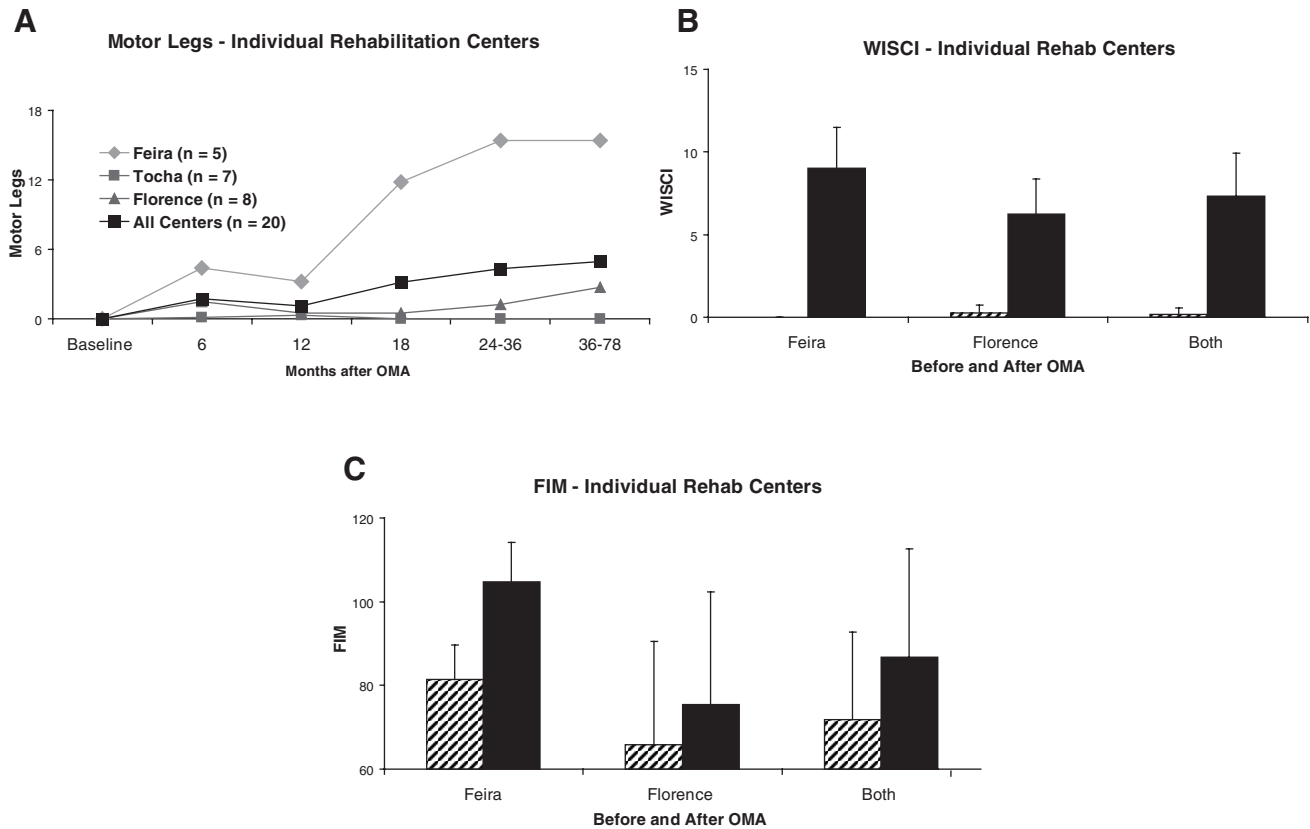 A
Motor Legs - Individual Rehabilitation Centers
18
12
6
0
Motor Legs
Feira (n = 5)
Tocha (n = 7)
Florence (n = 8)
All Centers (n = 20)
Baseline 6 12 18 24-36 36-78
Months after OMA
B
WISCI - Individual Rehab Centers
15
10
5
0
WISCI
Feira Florence Both
Before and After OMA
C
FIM - Individual Rehab Centers
120
100
80
60
FIM
Feira Florence Both
Before and After OMA